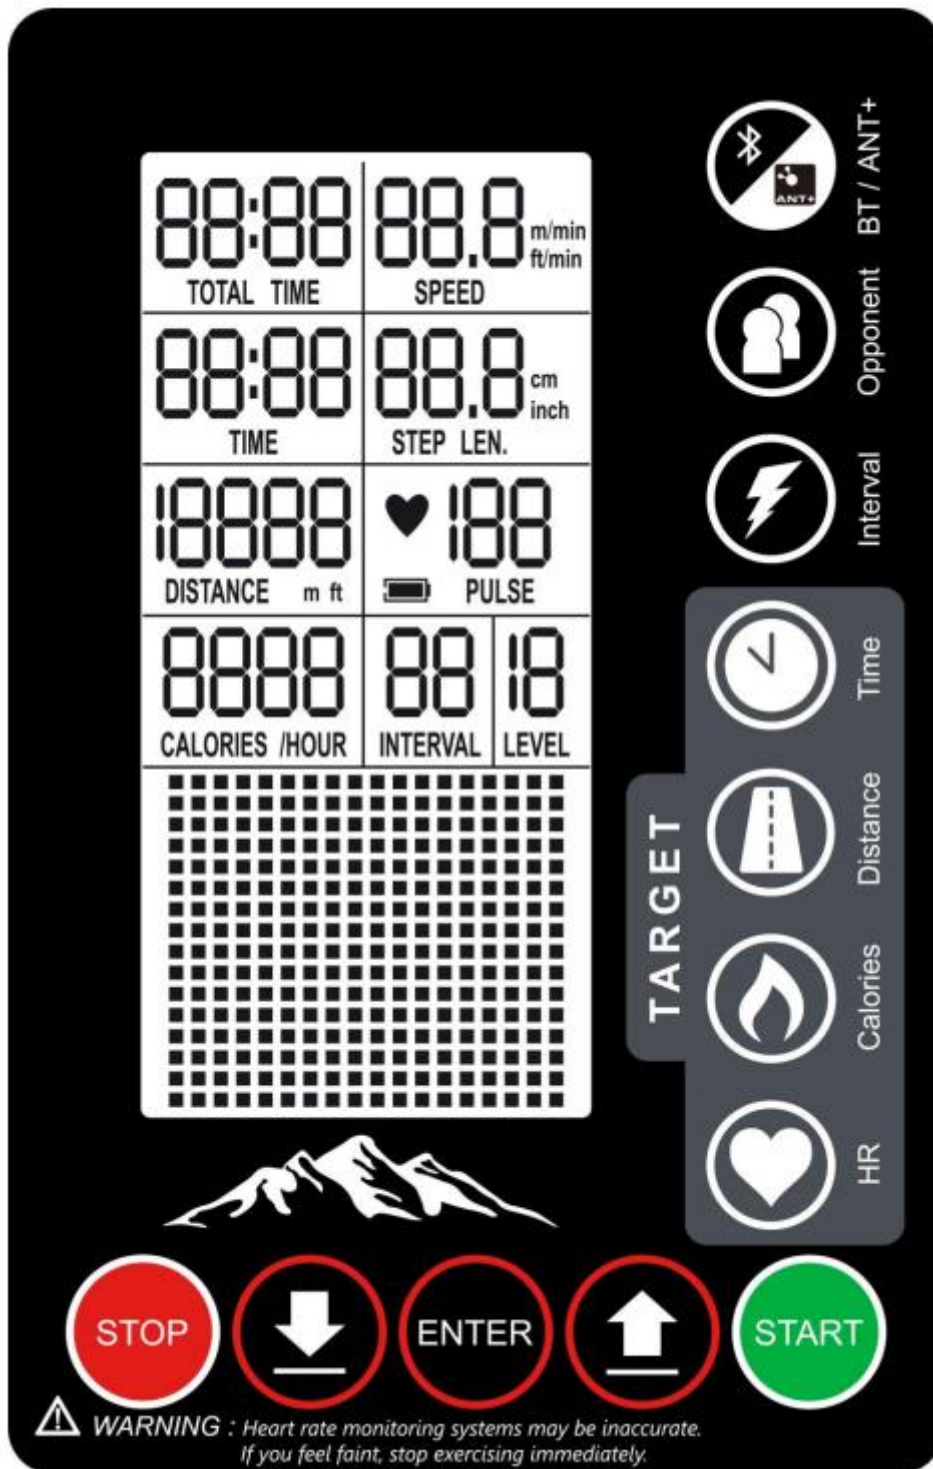 88:88 88.8 m/min
ft/min
TOTAL TIME SPEED
88:88 88.8 cm
inch
TIME STEP LEN.
18888 188
DISTANCE m ft PULSE
8888 88 18
CALORIES /HOUR INTERVAL LEVEL
BT / ANT+
ANT+
Opponent
Interval
TARGET
Time
Distance
Calories
HR
STOP ENTER START
WARNING : Heart rate monitoring systems may be inaccurate.
If you feel faint, stop exercising immediately.